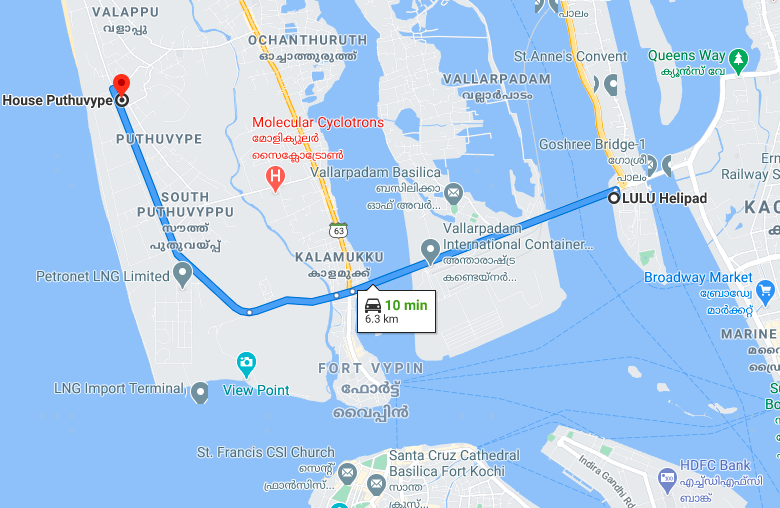 VALAPPU
വളാപ്പു
പാലം
OCHANTHURUTH
ഓച്ചാത്തുരുത്ത്
St.Anne's Convent
Queens Way
ക്യൂൻസ് വേ
VALLARPADAM
വല്ലാർപാടം
House Puthuvype
Molecular Cyclotrons
മോളിക്യുലർ
സൈക്ലോട്രോൺ
PUTHUVYPE
Goshree Bridge-1
ഗോശ്രീ
പാലം
Vallarpadam Basilica
ബസിലിക്കാ
ഓഫ് അവർ...
Ern
Railway S
SOUTH
PUTHUVYPPU
സൗത്ത്
പുതുവയ്പ്
LULU Helipad
KAC
63
Vallarpadam
International Container...
അന്താരാഷ്ട്ര
കണ്ടെയ്നർ...
KALAMUKKU
കാളമുക്ക്
Petronet LNG Limited
Broadway Market
ബ്രോഡ്വേ
മാർക്കറ്റ്
10 min
6.3 km
MARINE
FORT VYPIN
ഫോർട്ട്
വൈപ്പിൻ
View Point
LNG Import Terminal
St. Francis CSI Church
സെന്റ്
ഫ്രാൻസിസ്...
Santa Cruz Cathedral
Basilica Fort Kochi
സാന്ത
ക്രൂസ്...
Indira Gandhi Rd
HDFC Bank
എച്ച്ഡിഎഫ്സി
ബാങ്ക്